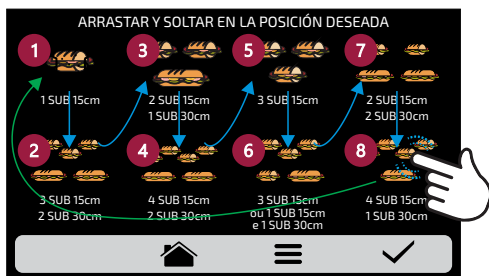 ARRASTAR Y SOLTAR EN LA POSICIÓN DESEADA
1
1 SUB 15cm
3
2 SUB 15cm
1 SUB 30cm
5
3 SUB 15cm
7
2 SUB 15cm
2 SUB 30cm
2
3 SUB 15cm
2 SUB 30cm
4
4 SUB 15cm
2 SUB 30cm
6
3 SUB 15cm
ou 1 SUB 15cm
e 1 SUB 30cm
8
4 SUB 15cm
1 SUB 30cm